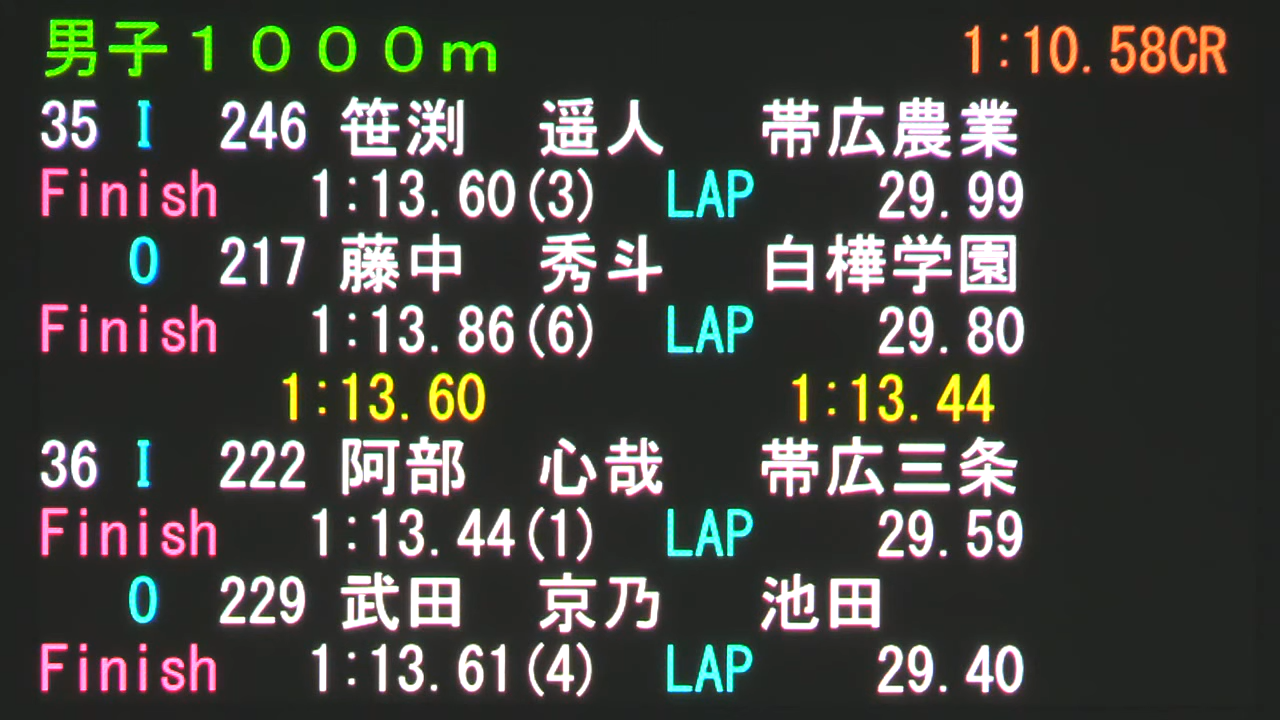 男子１０００ｍ 1:10.58CR
35 I 246 笹渕 遥人 帯広農業
Finish 1:13.60(3) LAP 29.99
O 217 藤中 秀斗 白樺学園
Finish 1:13.86(6) LAP 29.80
1:13.60 1:13.44
36 I 222 阿部 心哉 帯広三条
Finish 1:13.44(1) LAP 29.59
O 229 武田 京乃 池田
Finish 1:13.61(4) LAP 29.40